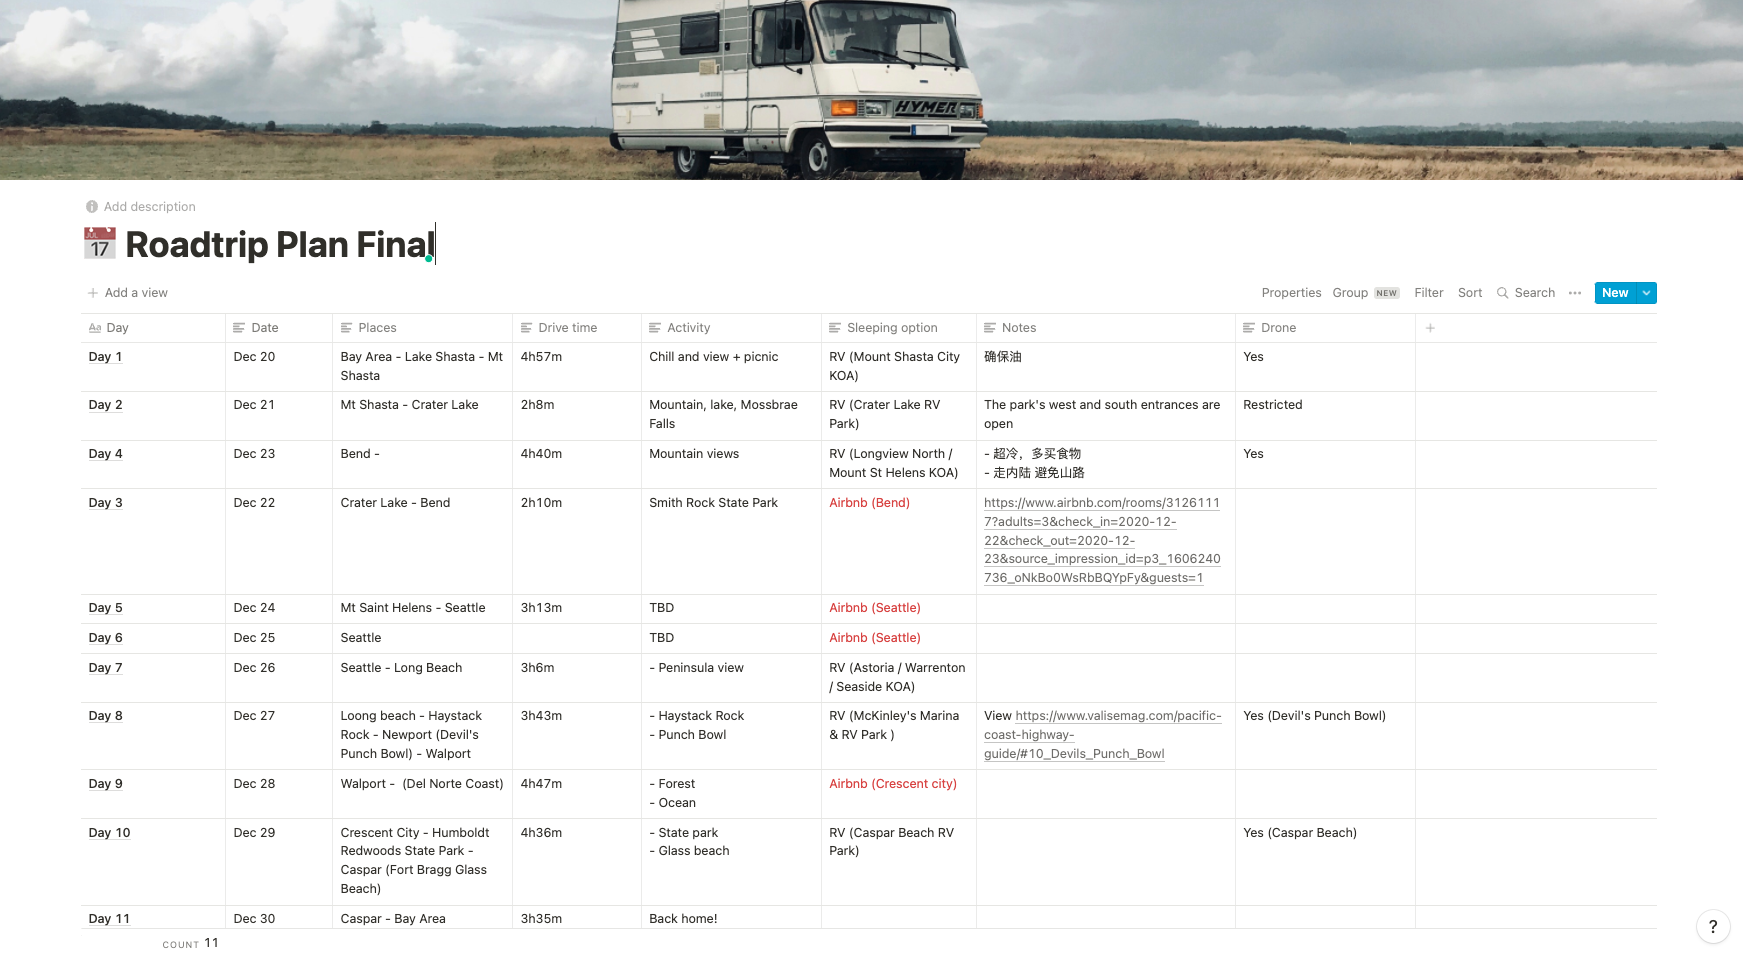 HYMER
Add description
JUL
17
Roadtrip Plan Final
Add a view
Properties Group NEW Filter Sort Search ··· New
Aa Day Date Places Drive time Activity Sleeping option Notes Drone +
Day 1 Dec 20 Bay Area - Lake Shasta - Mt 4h57m Chill and view + picnic RV (Mount Shasta City 确保油 Yes
Shasta KOA)
Day 2 Dec 21 Mt Shasta - Crater Lake 2h8m Mountain, lake, Mossbrae RV (Crater Lake RV The park's west and south entrances are Restricted
Falls Park) open
Day 4 Dec 23 Bend - 4h40m Mountain views RV (Longview North / - 超冷，多买食物 Yes
Mount St Helens KOA) - 走内陆 避免山路
Day 3 Dec 22 Crater Lake - Bend 2h10m Smith Rock State Park Airbnb (Bend) https://www.airbnb.com/rooms/3126111
7?adults=3&check_in=2020-12-
22&check_out=2020-12-
23&source_impression_id=p3_1606240
736_oNkBo0WsRbBQYpFy&guests=1
Day 5 Dec 24 Mt Saint Helens - Seattle 3h13m TBD Airbnb (Seattle)
Day 6 Dec 25 Seattle TBD Airbnb (Seattle)
Day 7 Dec 26 Seattle - Long Beach 3h6m - Peninsula view RV (Astoria / Warrenton
/ Seaside KOA)
Day 8 Dec 27 Loong beach - Haystack 3h43m - Haystack Rock RV (McKinley's Marina View https://www.valisemag.com/pacific- Yes (Devil's Punch Bowl)
Rock - Newport (Devil's - Punch Bowl & RV Park ) coast-highway-
Punch Bowl) - Walport guide/#10_Devils_Punch_Bowl
Day 9 Dec 28 Walport - (Del Norte Coast) 4h47m - Forest Airbnb (Crescent city)
- Ocean
Day 10 Dec 29 Crescent City - Humboldt 4h36m - State park RV (Caspar Beach RV Yes (Caspar Beach)
Redwoods State Park - - Glass beach Park)
Caspar (Fort Bragg Glass
Beach)
Day 11 Dec 30 Caspar - Bay Area 3h35m Back home!
COUNT 11
?